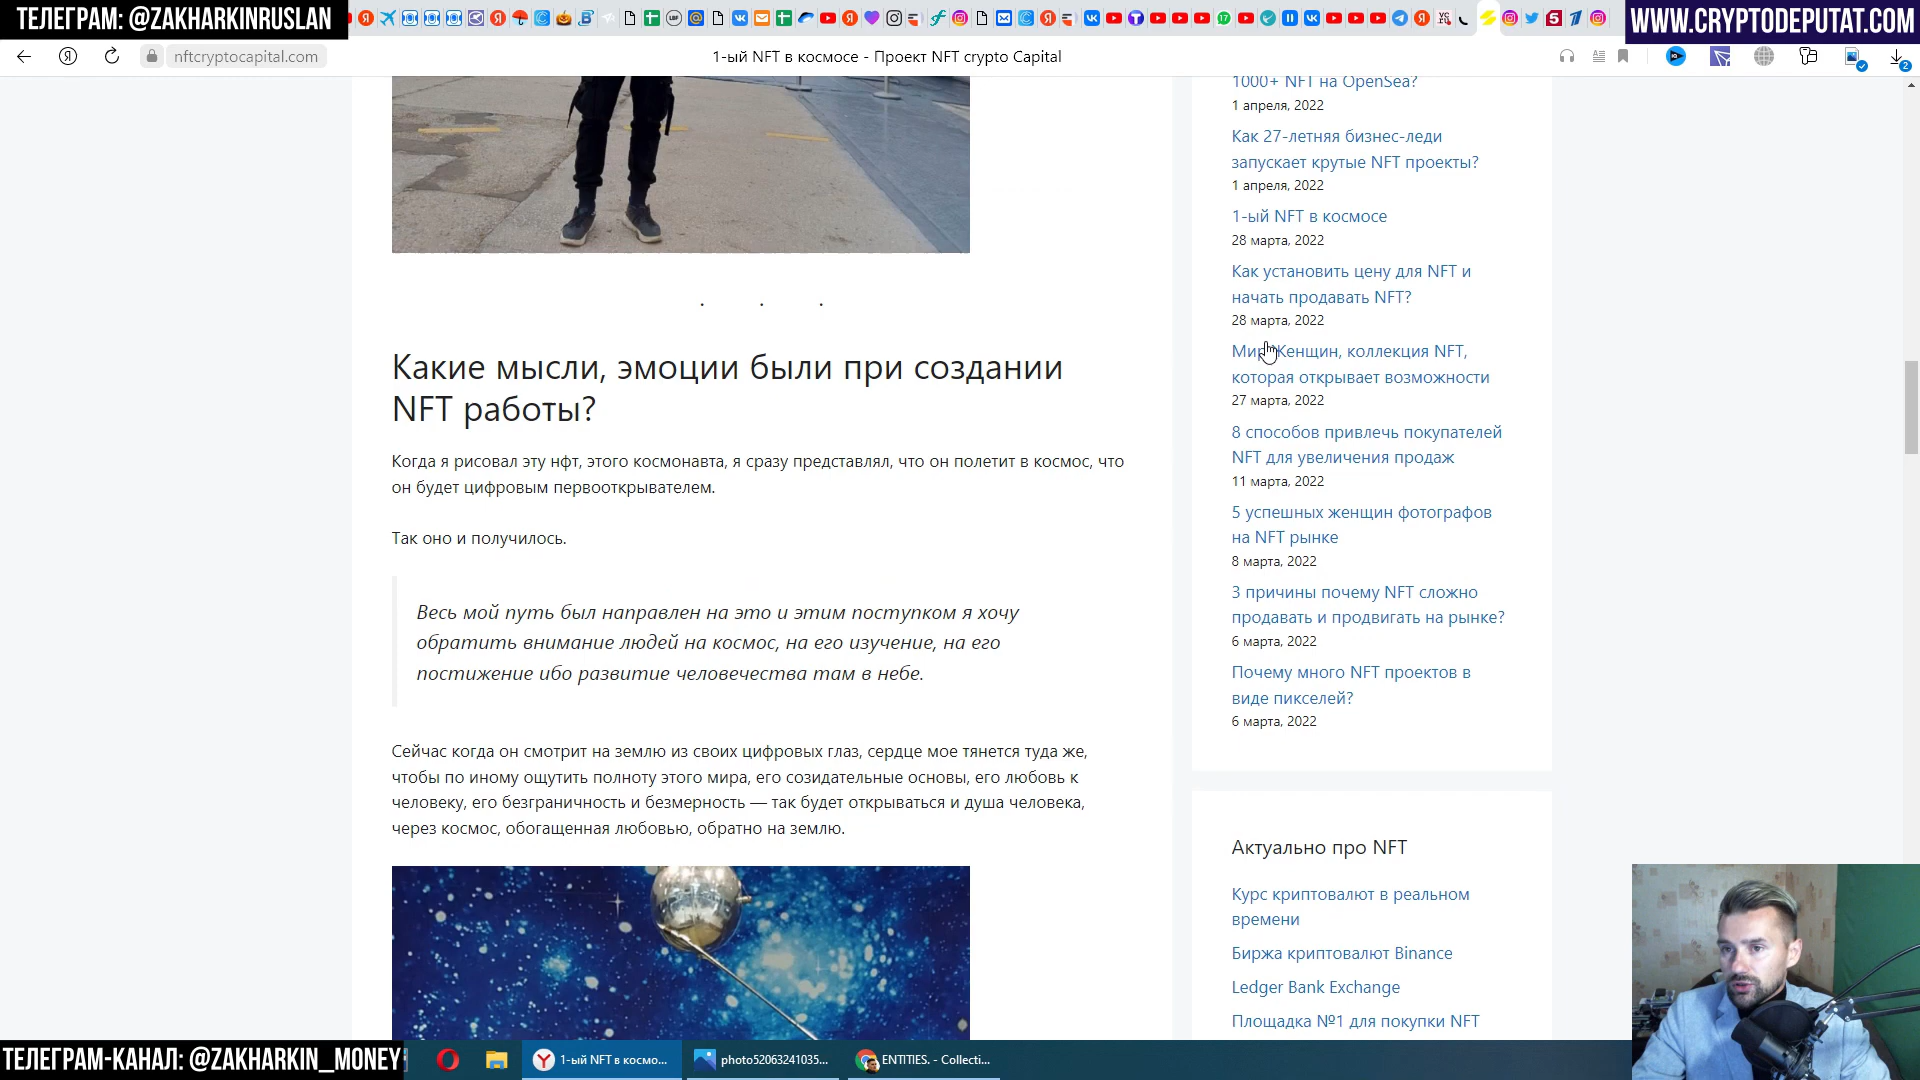 ТЕЛЕГРАМ: @ZAKHARKINRUSLAN
WWW.CRYPTODEPUTAT.COM
nftcryptocapital.com
1-ый NFT в космосе - Проект NFT crypto Capital
Какие мысли, эмоции были при создании
NFT работы?
Когда я рисовал эту нфт, этого космонавта, я сразу представлял, что он полетит в космос, что
он будет цифровым первооткрывателем.
Так оно и получилось.
Весь мой путь был направлен на это и этим поступком я хочу
обратить внимание людей на космос, на его изучение, на его
постижение ибо развитие человечества там в небе.
Сейчас когда он смотрит на землю из своих цифровых глаз, сердце мое тянется туда же,
чтобы по иному ощутить полноту этого мира, его созидательные основы, его любовь к
человеку, его безграничность и безмерность — так будет открываться и душа человека,
через космос, обогащенная любовью, обратно на землю.
1000+ NFT на OpenSea?
1 апреля, 2022
Как 27-летняя бизнес-леди
запускает крутые NFT проекты?
1 апреля, 2022
1-ый NFT в космосе
28 марта, 2022
Как установить цену для NFT и
начать продавать NFT?
28 марта, 2022
Мир Женщин, коллекция NFT,
которая открывает возможности
27 марта, 2022
8 способов привлечь покупателей
NFT для увеличения продаж
11 марта, 2022
5 успешных женщин фотографов
на NFT рынке
8 марта, 2022
3 причины почему NFT сложно
продавать и продвигать на рынке?
6 марта, 2022
Почему много NFT проектов в
виде пикселей?
6 марта, 2022
Актуально про NFT
Курс криптовалют в реальном
времени
Биржа криптовалют Binance
Ledger Bank Exchange
Площадка №1 для покупки NFT
ТЕЛЕГРАМ-КАНАЛ: @ZAKHARKIN_MONEY
1-ый NFT в космо...
photo52063241035...
ENTITIES. - Collecti...